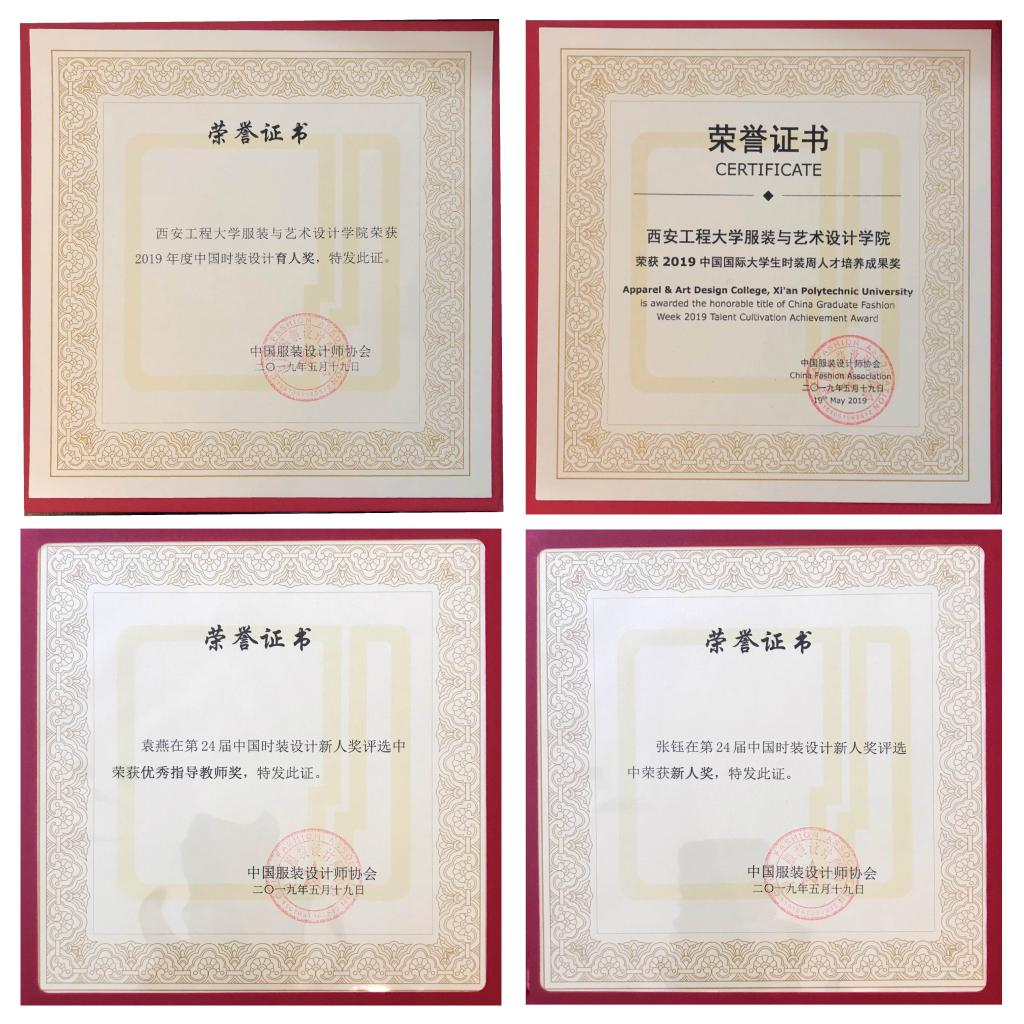 荣誉证书
西安工程大学服装与艺术设计学院荣获
2019 年度中国时装设计育人奖，特发此证。
中国服装设计师协会
二〇一九年五月十九日
荣誉证书
CERTIFICATE
西安工程大学服装与艺术设计学院
荣获 2019 中国国际大学生时装周人才培养成果奖
Apparel & Art Design College, Xi'an Polytechnic University
is awarded the honorable title of China Graduate Fashion
Week 2019 Talent Cultivation Achievement Award
中国服装设计师协会
China Fashion Association
二〇一九年五月十九日
19th May 2019
荣誉证书
袁燕在第 24 届中国时装设计新人奖评选中
荣获优秀指导教师奖，特发此证。
中国服装设计师协会
二〇一九年五月十九日
荣誉证书
张钰在第 24 届中国时装设计新人奖评选
中荣获新人奖，特发此证。
中国服装设计师协会
二〇一九年五月十九日